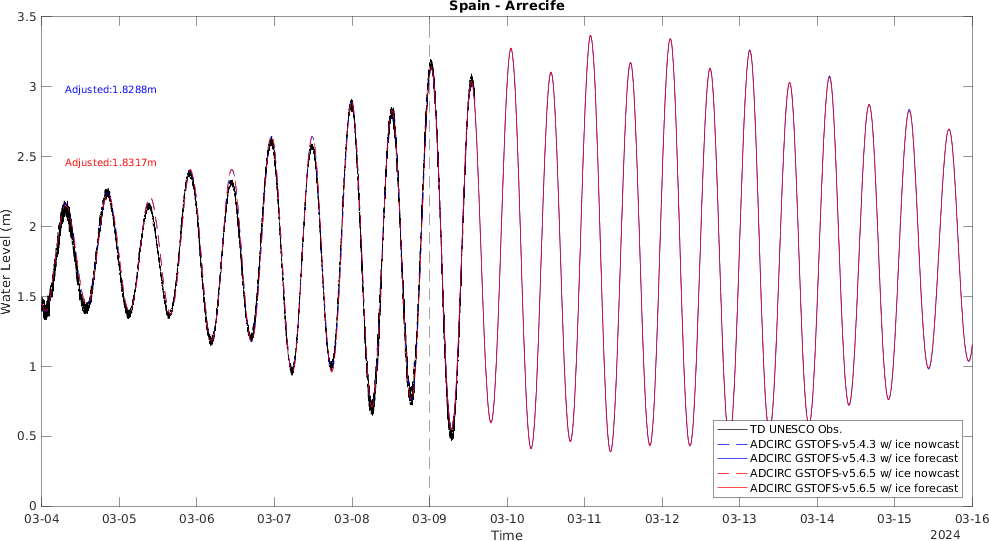 Spain - Arrecife
3.5
3
2.5
2
1.5
1
0.5
0
Water Level (m)
Adjusted:1.8288m
Adjusted:1.8317m
TD UNESCO Obs.
ADCIRC GSTOFS-v5.4.3 w/ ice nowcast
ADCIRC GSTOFS-v5.4.3 w/ ice forecast
ADCIRC GSTOFS-v5.6.5 w/ ice nowcast
ADCIRC GSTOFS-v5.6.5 w/ ice forecast
03-04 03-05 03-06 03-07 03-08 03-09 03-10 03-11 03-12 03-13 03-14 03-15 03-16
Time
2024